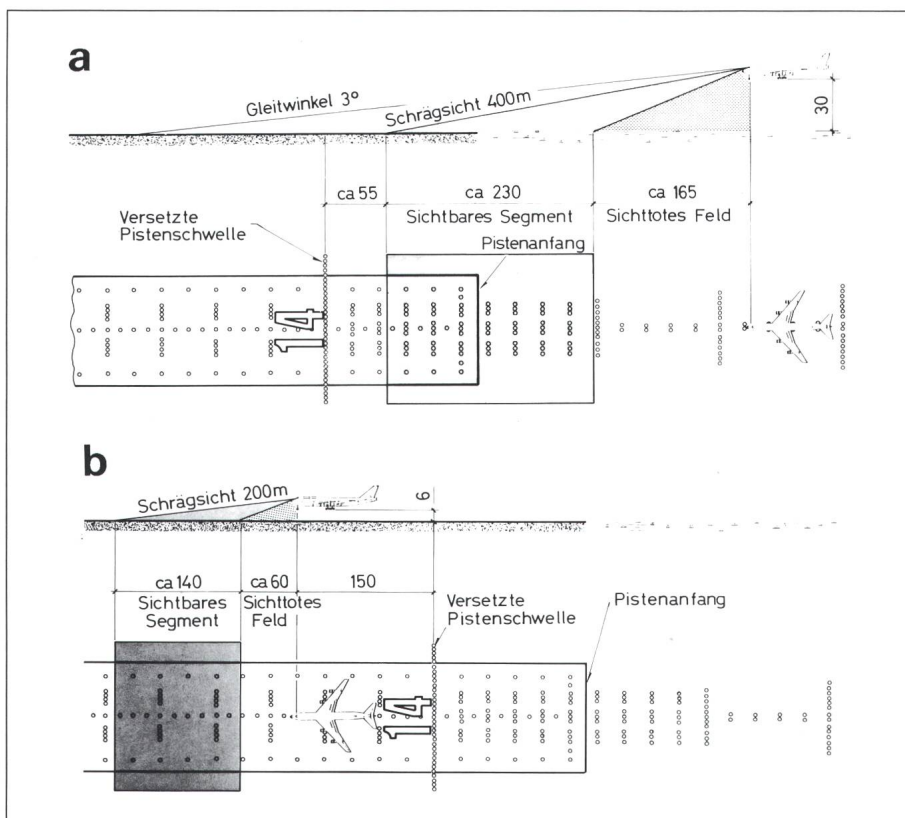 a
Gleitwinkel 3°
Schrägsicht 400m
30
ca 55
ca 230
ca 165
Sichtbares Segment
Sichttotes Feld
Versetzte
Pistenschwelle
Pistenanfang
14
b
Schrägsicht 200m
6
ca 140
ca 60
150
Sichtbares
Segment
Sichttotes
Feld
Versetzte
Pistenschwelle
Pistenanfang
14